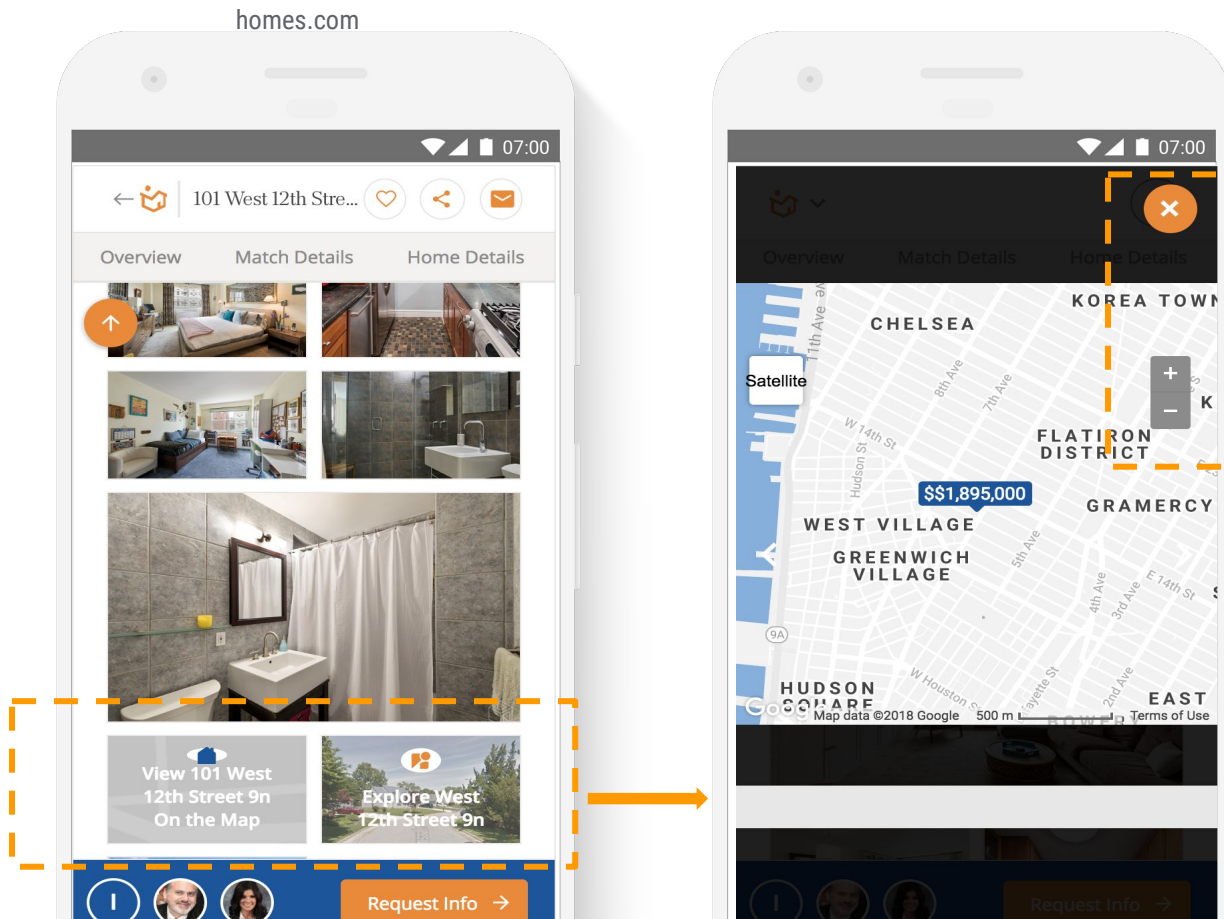 homes.com
07:00
101 West 12th Stre...
Overview Match Details Home Details
View 101 West
12th Street 9n
On the Map
Explore West
12th Street 9n
I
Request Info →
07:00
Overview Match Details Home Details
KOREA TOWN
CHELSEA
11th Ave
8th Ave
7th Ave
Satellite
+
−
K
W 14th St
Hudson St
FLATIRON
DISTRICT
$$1,895,000
GRAMERCY
WEST VILLAGE
5th Ave
GREENWICH
VILLAGE
4th Ave
3rd Ave
E 14th St
9A
HUDSON
SQUARE
W Houston St
2nd Ave
EAST
BOWERY
Map data ©2018 Google 500 m Terms of Use
I
Request Info →